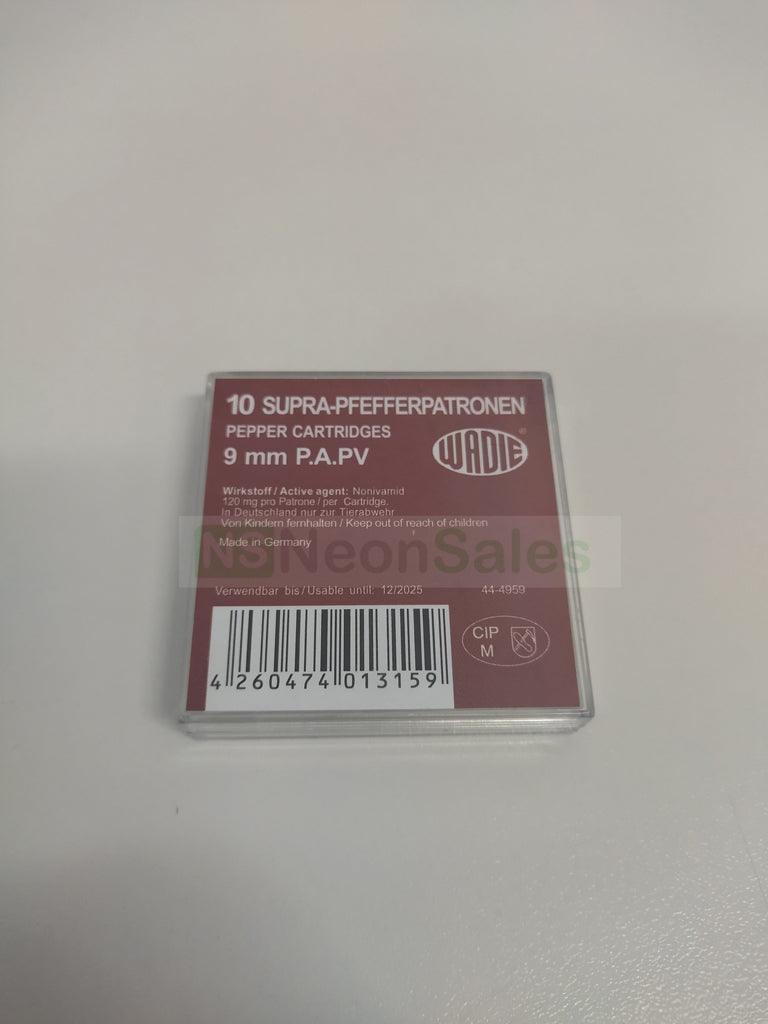 10 SUPRA-PFEFFERPATRONEN
PEPPER CARTRIDGES
9 mm P.A.PV
WADIE®
Wirkstoff / Active agent: Nonivamid
120 mg pro Patrone / per Cartridge.
In Deutschland nur zur Tierabwehr
Von Kindern fernhalten / Keep out of reach of children
Made in Germany
NS NeonSales
Verwendbar bis / Usable until: 12/2025
44-4959
CIP
M
4 260474 013159